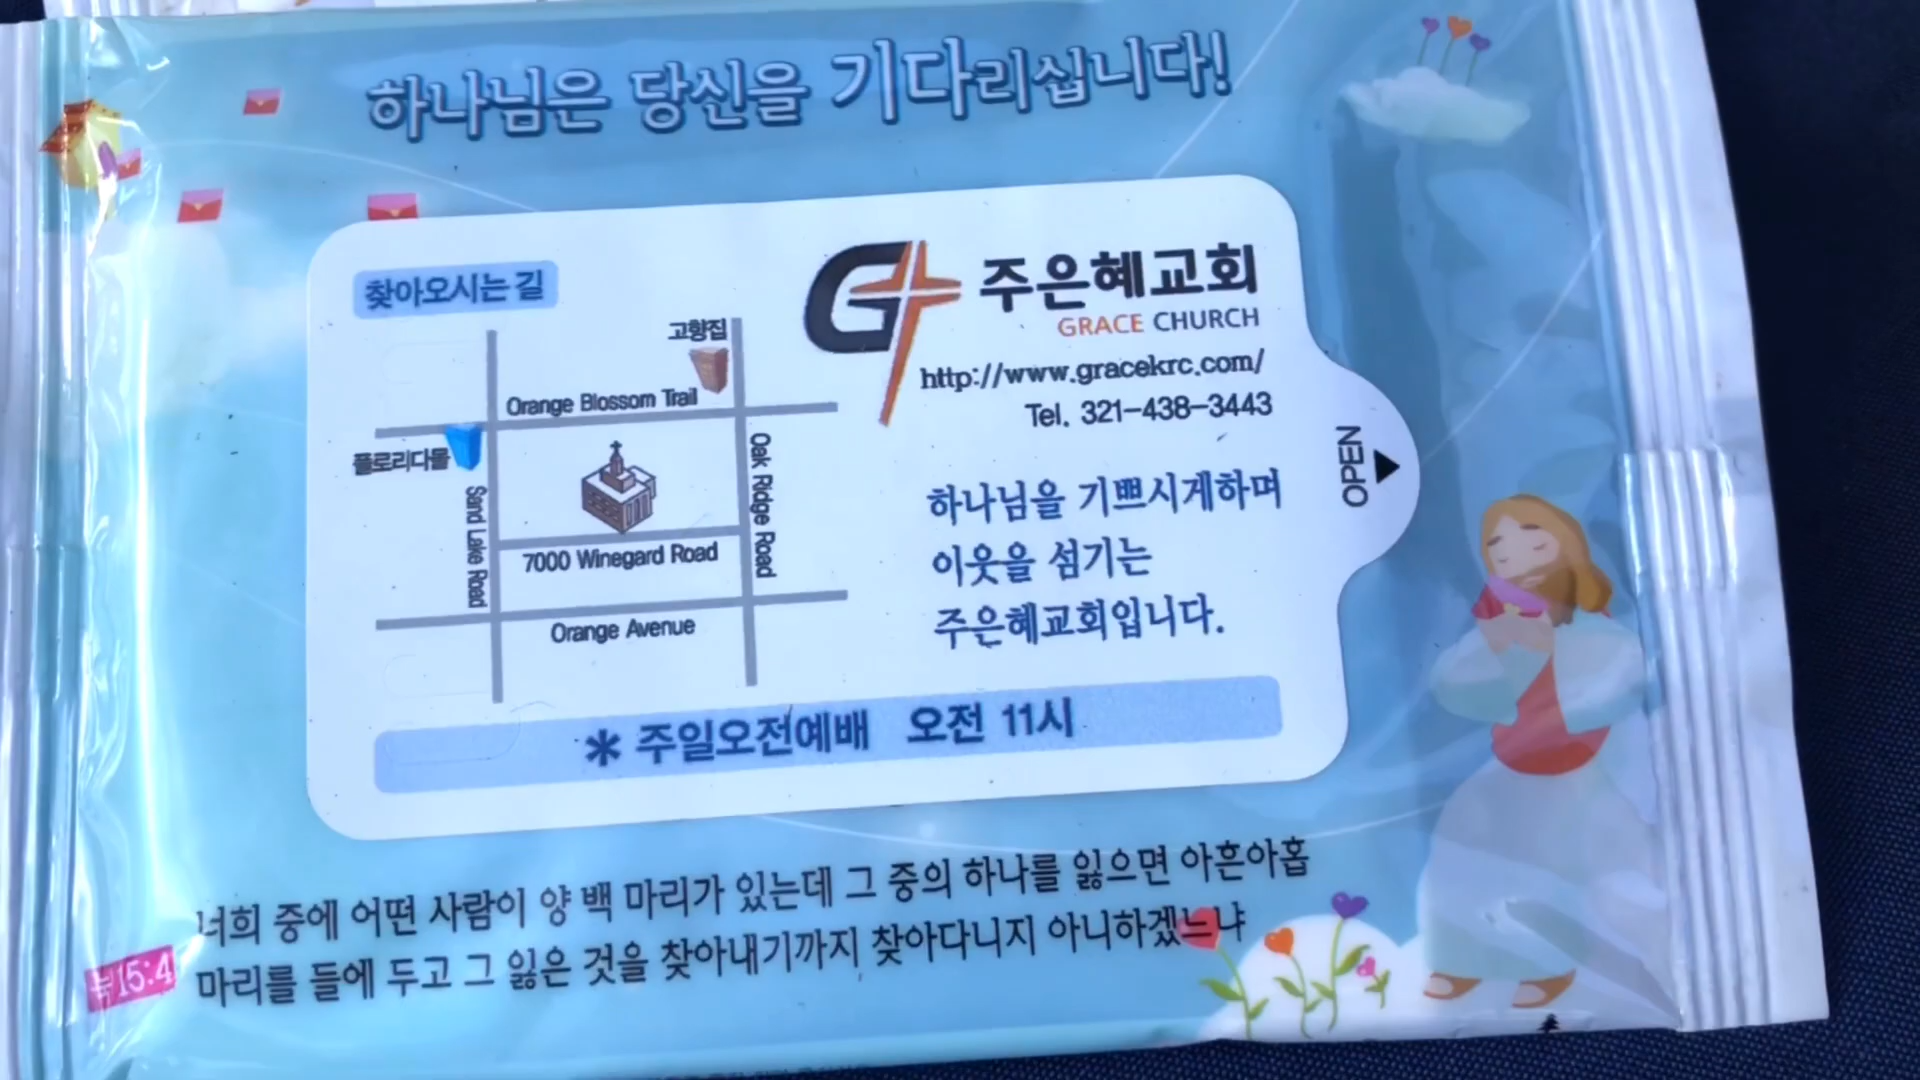 하나님은 당신을 기다리십니다!
찾아오시는 길
고향집
Orange Blossom Trail
플로리다몰
Sand Lake Road
Oak Ridge Road
7000 Winegard Road
Orange Avenue
주은혜교회
GRACE CHURCH
http://www.gracekrc.com/
Tel. 321-438-3443
하나님을 기쁘시게하며
이웃을 섬기는
주은혜교회입니다.
OPEN
* 주일오전예배 오전 11시
너희 중에 어떤 사람이 양 백 마리가 있는데 그 중의 하나를 잃으면 아흔아홉
눅15:4 마리를 들에 두고 그 잃은 것을 찾아내기까지 찾아다니지 아니하겠느냐